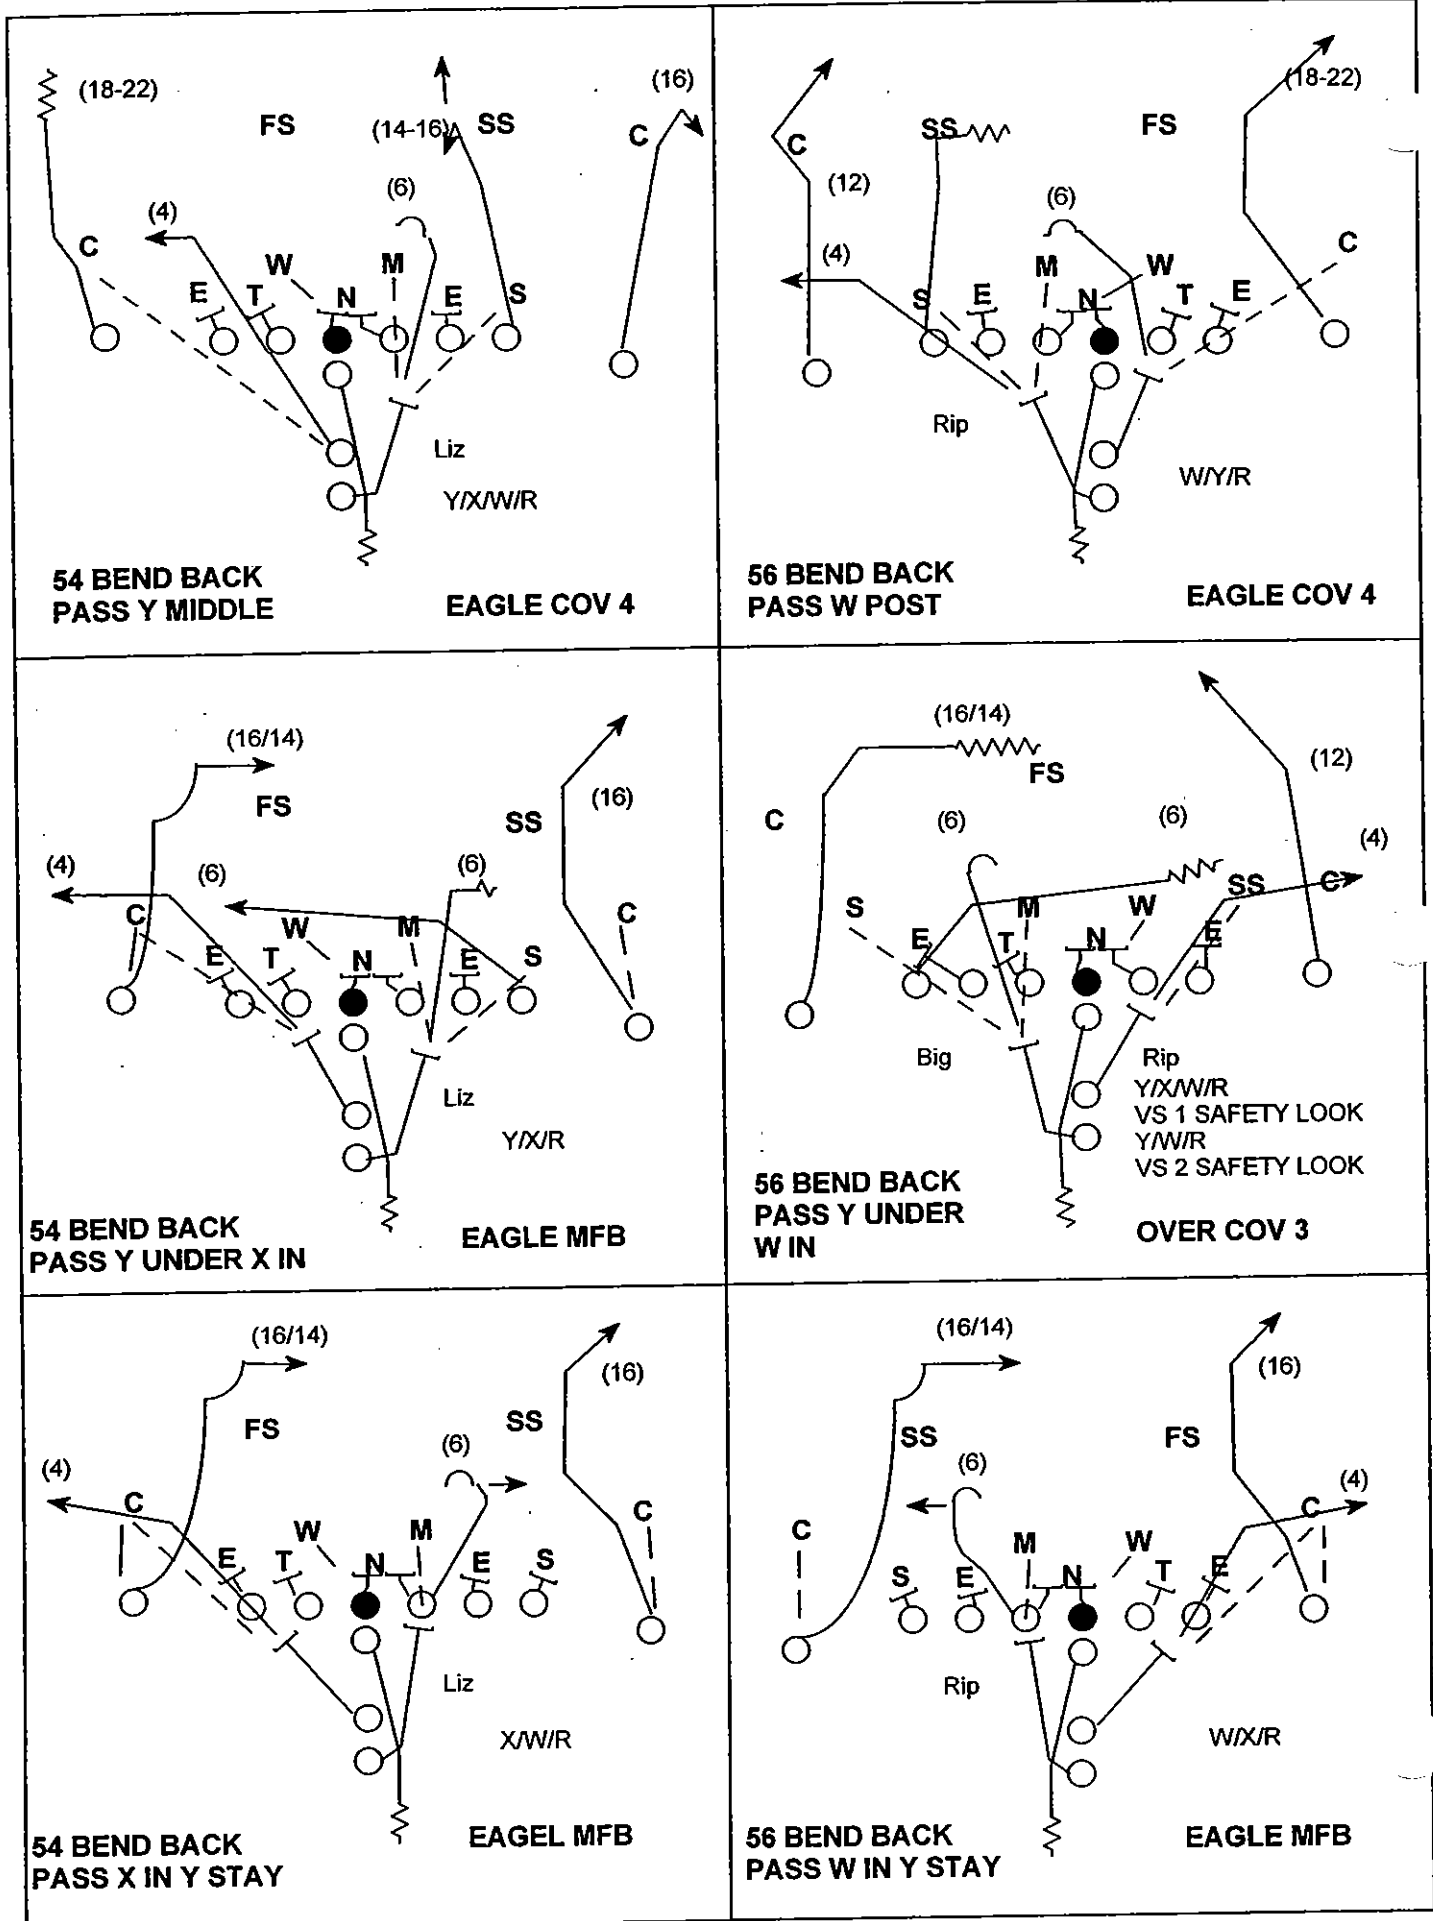 (18-22)
FS
(14-16)
SS
(16)
C
(6)
(4)
C
W
M
E
T
N
E
S
Liz
Y/X/W/R
54 BEND BACK
PASS Y MIDDLE
EAGLE COV 4
(18-22)
C
SS
FS
(12)
(6)
(4)
C
M
W
S
E
N
T
E
Rip
W/Y/R
56 BEND BACK
PASS W POST
EAGLE COV 4
(16/14)
FS
(16)
SS
(4)
(6)
(6)
C
W
M
C
E
T
N
E
S
Liz
Y/X/R
54 BEND BACK
PASS Y UNDER X IN
EAGLE MFB
(16/14)
FS
(12)
C
(6)
(6)
(4)
SS
C
S
M
W
E
T
N
E
Big
Rip
Y/X/W/R
VS 1 SAFETY LOOK
Y/W/R
VS 2 SAFETY LOOK
56 BEND BACK
PASS Y UNDER
W IN
OVER COV 3
(16/14)
(16)
FS
SS
(6)
(4)
C
W
M
C
E
T
N
E
S
Liz
X/W/R
54 BEND BACK
PASS X IN Y STAY
EAGEL MFB
(16/14)
(16)
SS
FS
(6)
(4)
C
C
M
W
S
E
N
T
E
Rip
W/X/R
56 BEND BACK
PASS W IN Y STAY
EAGLE MFB